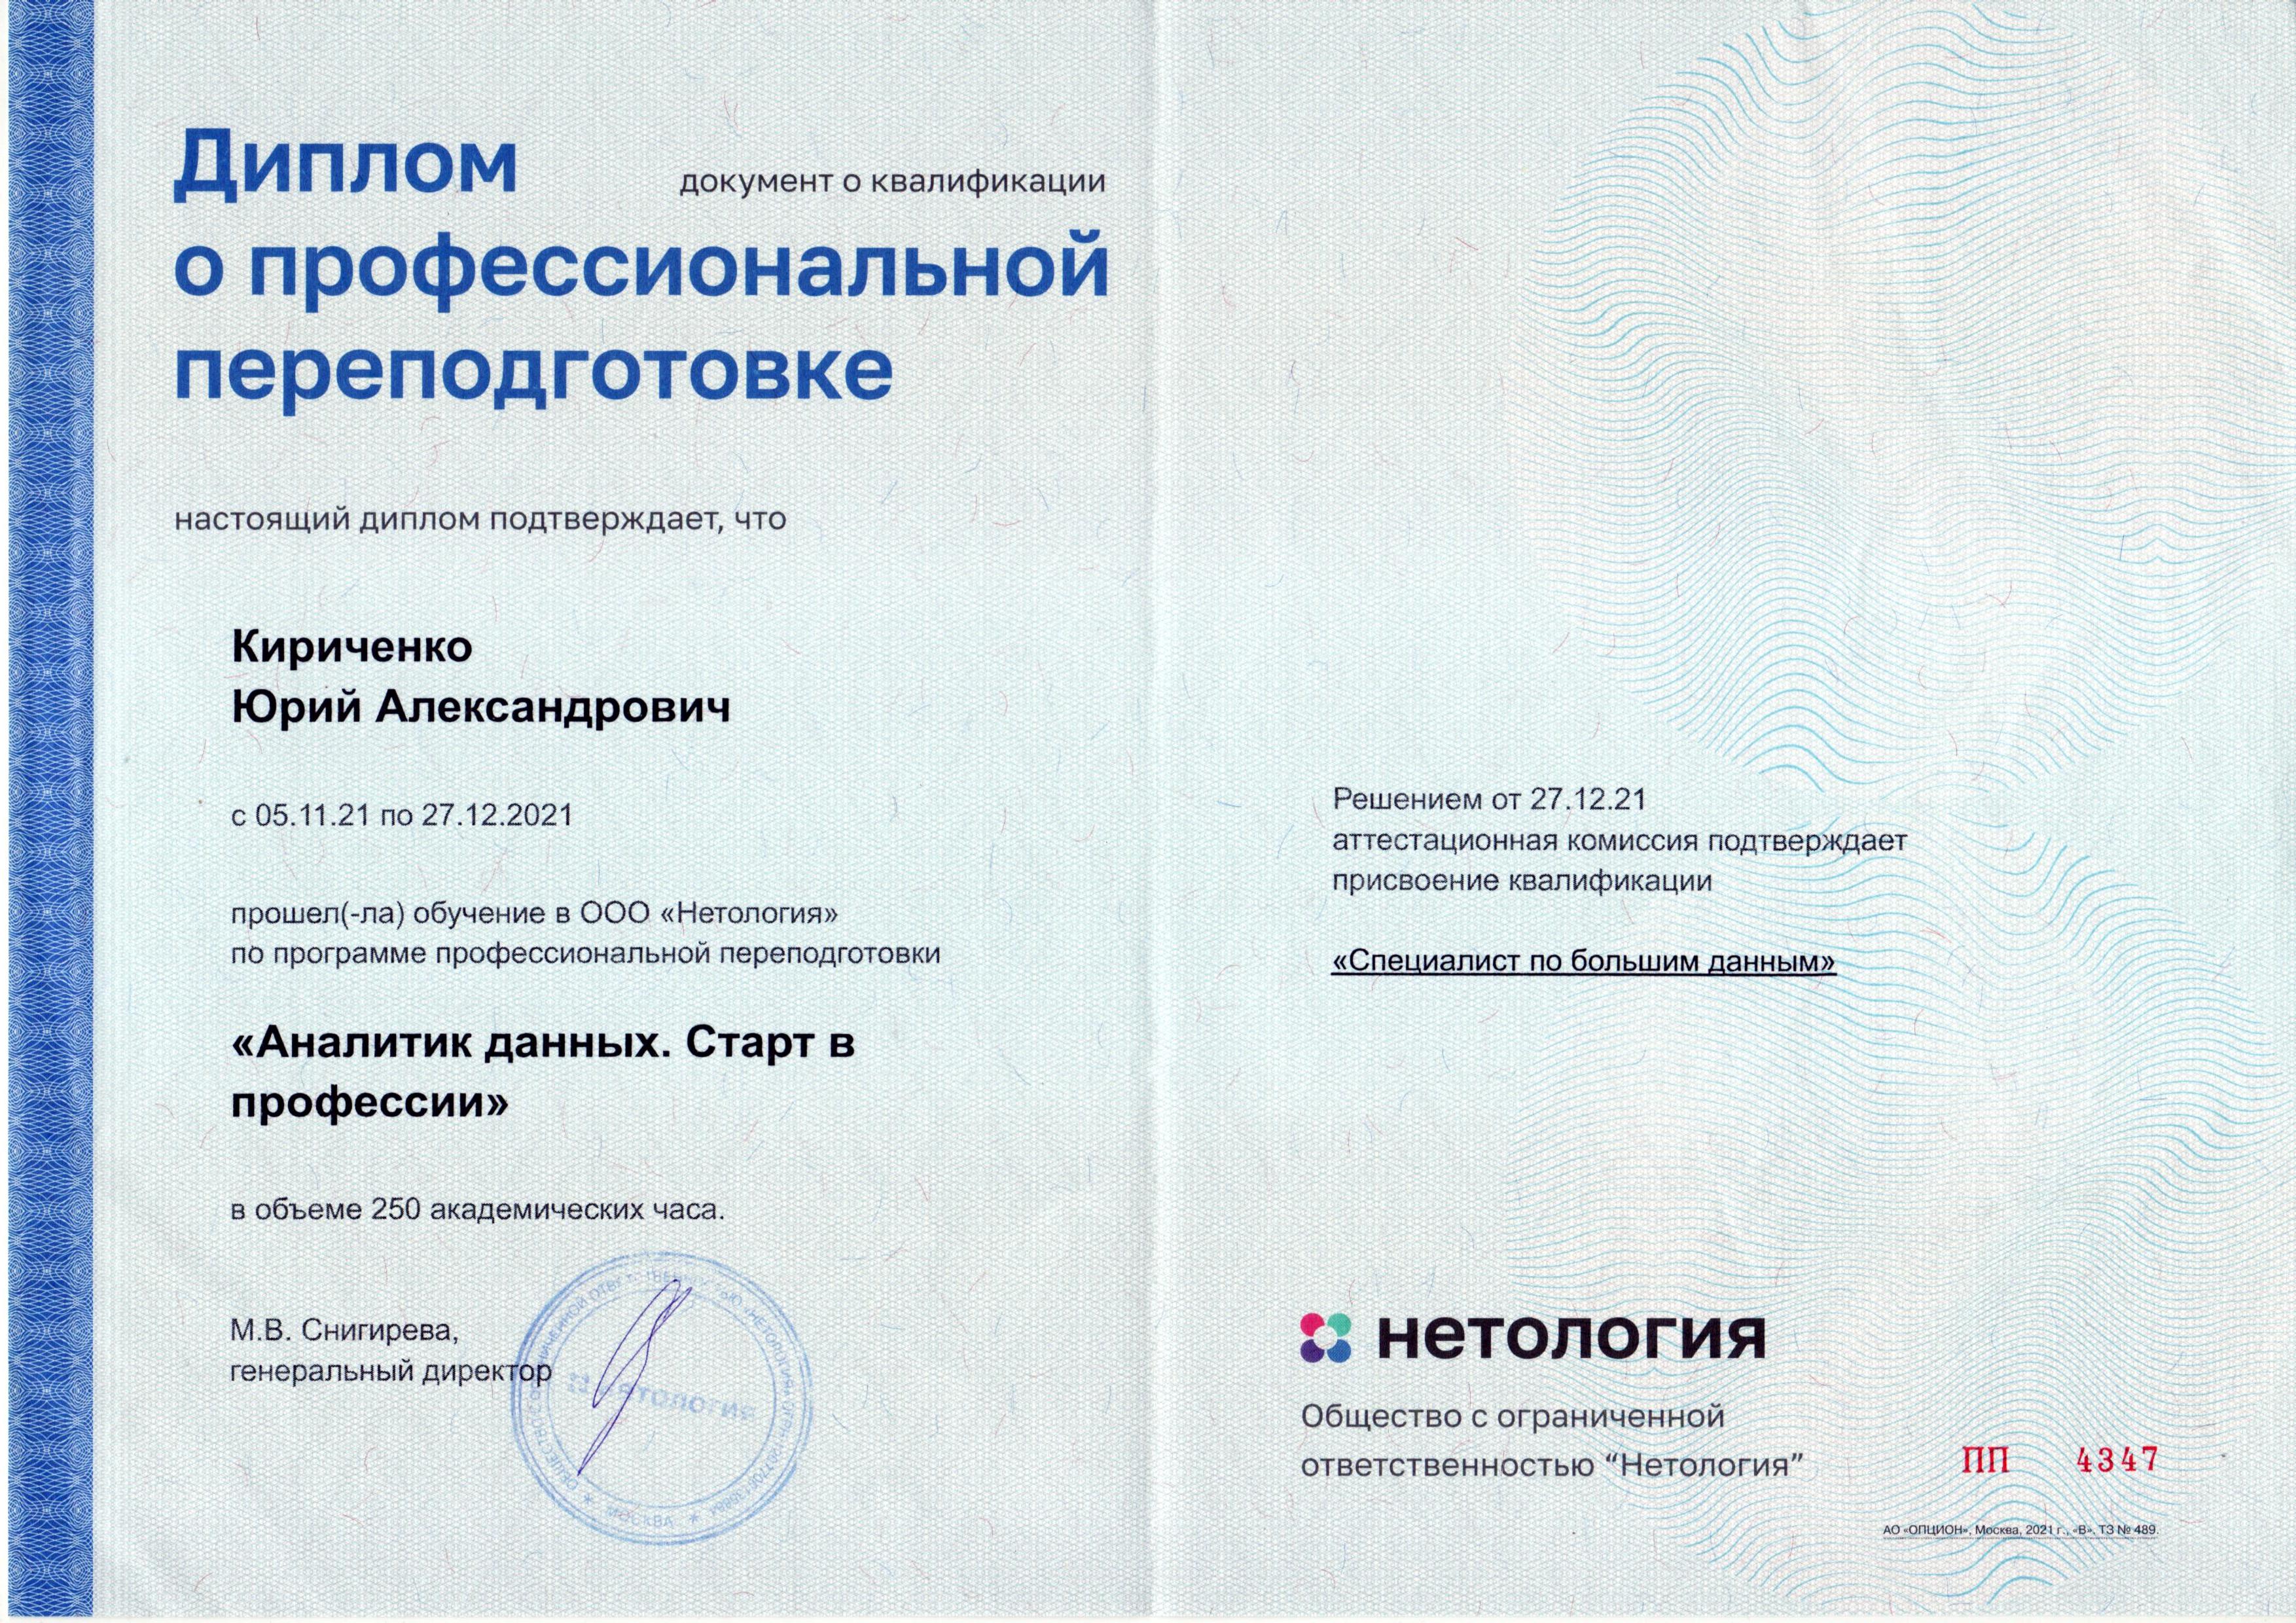 Диплом
документ о квалификации
о профессиональной
переподготовке
настоящий диплом подтверждает, что
Кириченко
Юрий Александрович
с 05.11.21 по 27.12.2021
прошел(-ла) обучение в ООО «Нетология»
по программе профессиональной переподготовки
«Аналитик данных. Старт в
профессии»
в объеме 250 академических часа.
М.В. Снигирева,
генеральный директор
нетология
МОСКВА
Решением от 27.12.21
аттестационная комиссия подтверждает
присвоение квалификации
«Специалист по большим данным»
нетология
Общество с ограниченной
ответственностью “Нетология”
ПП 4347
АО «ОПЦИОН», Москва, 2021 г., «В». ТЗ № 489.